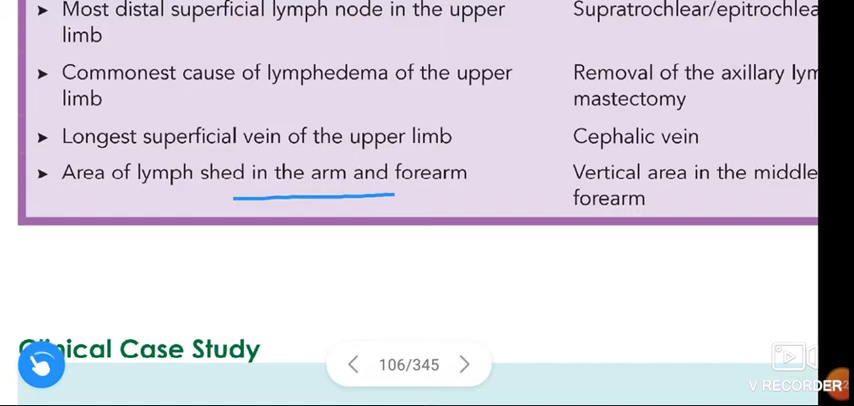 ➤ Most distal superficial lymph node in the upper limb
Supratrochlear/epitrochlea
➤ Commonest cause of lymphedema of the upper limb
Removal of the axillary lym
mastectomy
➤ Longest superficial vein of the upper limb
Cephalic vein
➤ Area of lymph shed in the arm and forearm
Vertical area in the middle
forearm
Clinical Case Study
106/345
V RECORDER